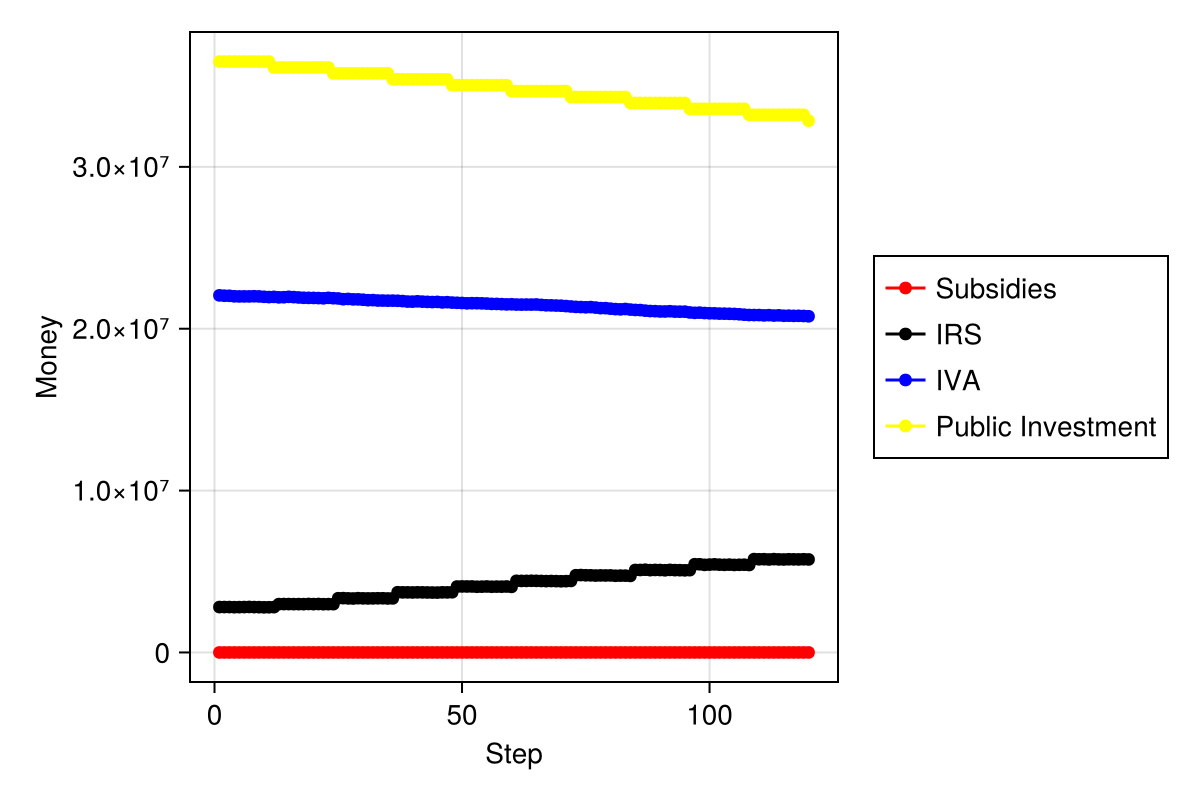 Money
3.0×10⁷
2.0×10⁷
1.0×10⁷
0
0 50 100
Step
Subsidies
IRS
IVA
Public Investment